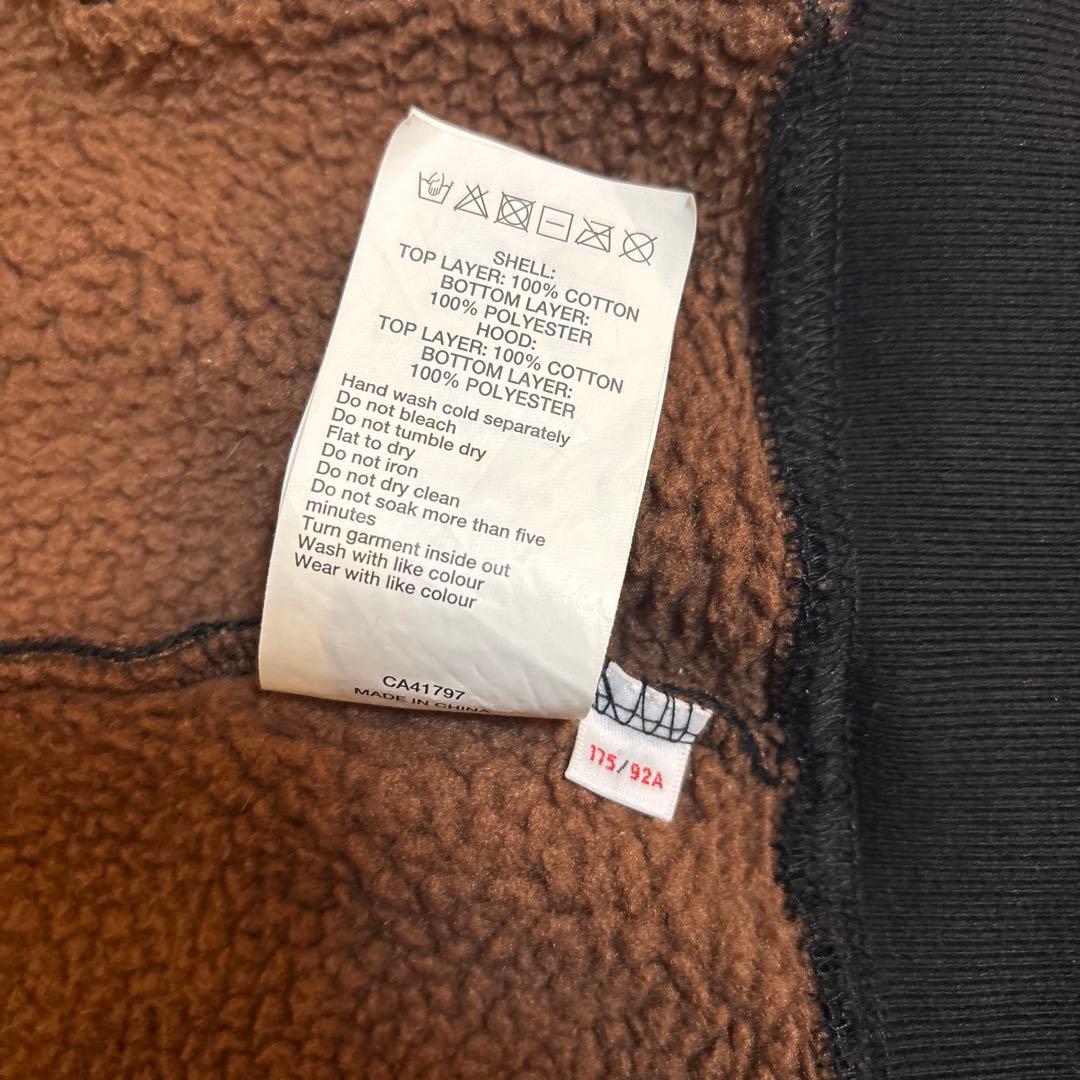 SHELL:
TOP LAYER: 100% COTTON
BOTTOM LAYER:
100% POLYESTER
HOOD:
TOP LAYER: 100% COTTON
BOTTOM LAYER:
100% POLYESTER
Hand wash cold separately
Do not bleach
Do not tumble dry
Flat to dry
Do not iron
Do not dry clean
Do not soak more than five
minutes
Turn garment inside out
Wash with like colour
Wear with like colour
CA41797
MADE IN CHINA
175/92A